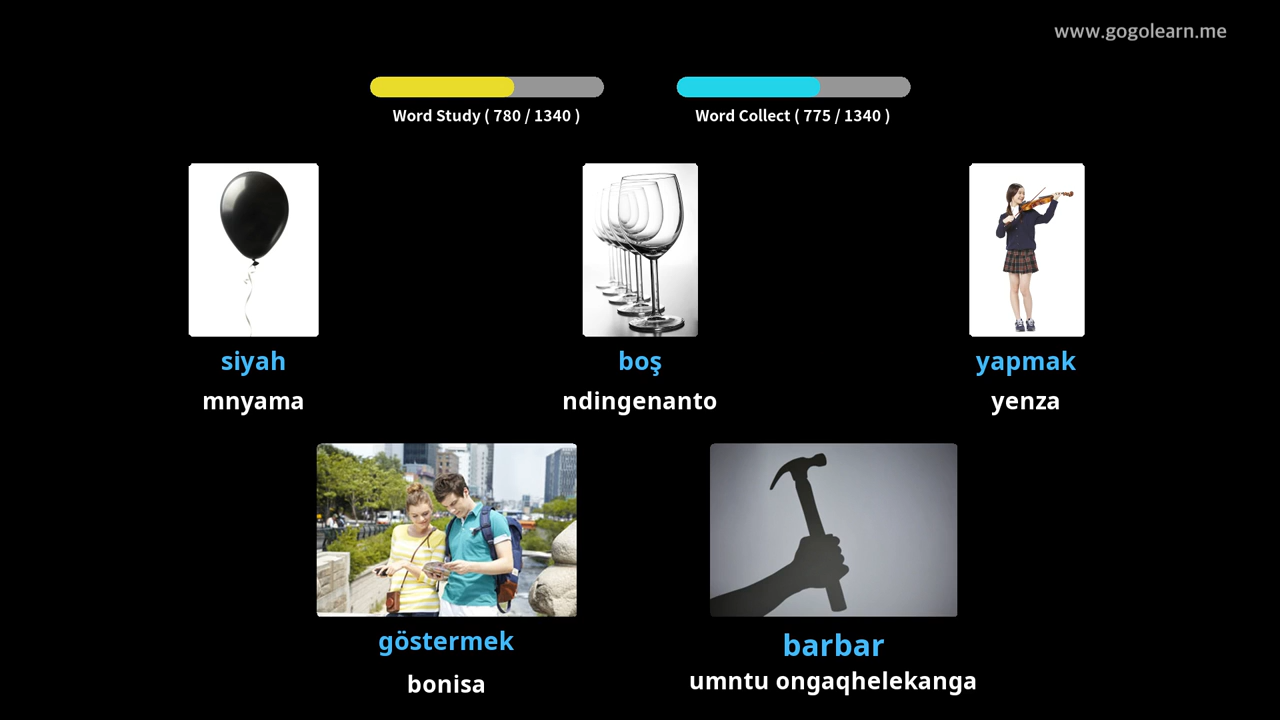 www.gogolearn.me
Word Study ( 780 / 1340 )
Word Collect ( 775 / 1340 )
siyah
mnyama
boş
ndingenanto
yapmak
yenza
göstermek
bonisa
barbar
umntu ongaqhelekanga